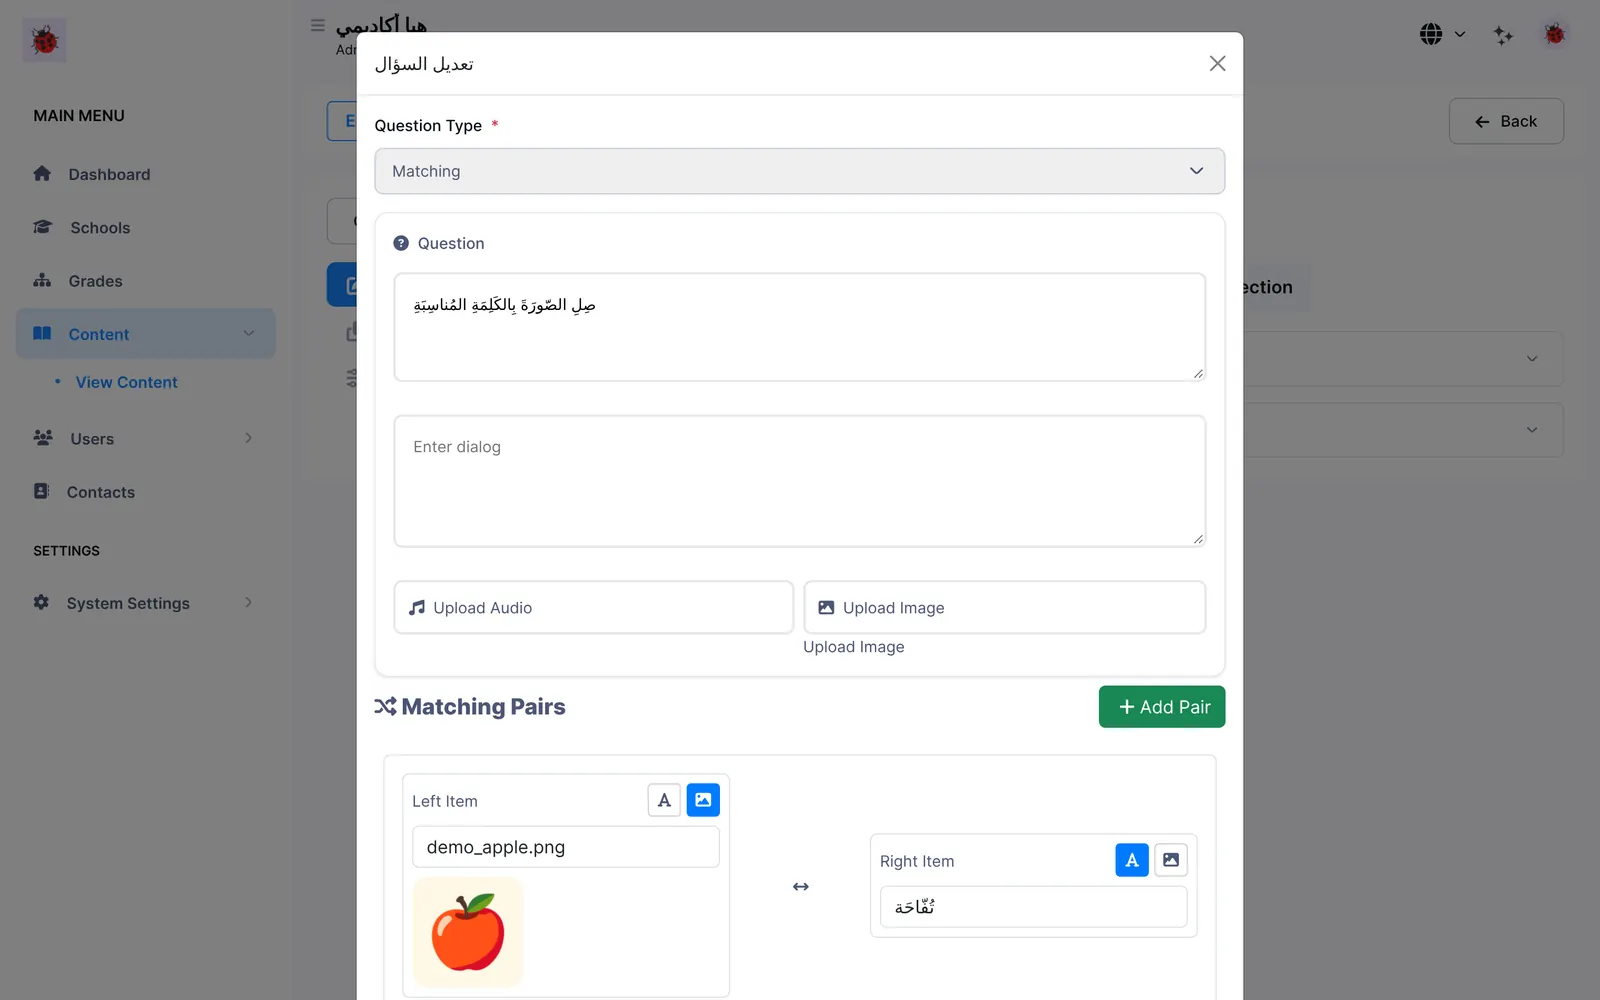 هيا أكاديمي
MAIN MENU
Dashboard
Schools
Grades
Content
View Content
Users
Contacts
SETTINGS
System Settings
Back
ection
تعديل السؤال
Question Type *
Matching
Question
صِلِ الصّورَةَ بِالكَلِمَةِ المُناسِبَةِ
Enter dialog
Upload Audio
Upload Image
Upload Image
Matching Pairs
Add Pair
Left Item
A
demo_apple.png
Right Item
A
تُفّاحَة